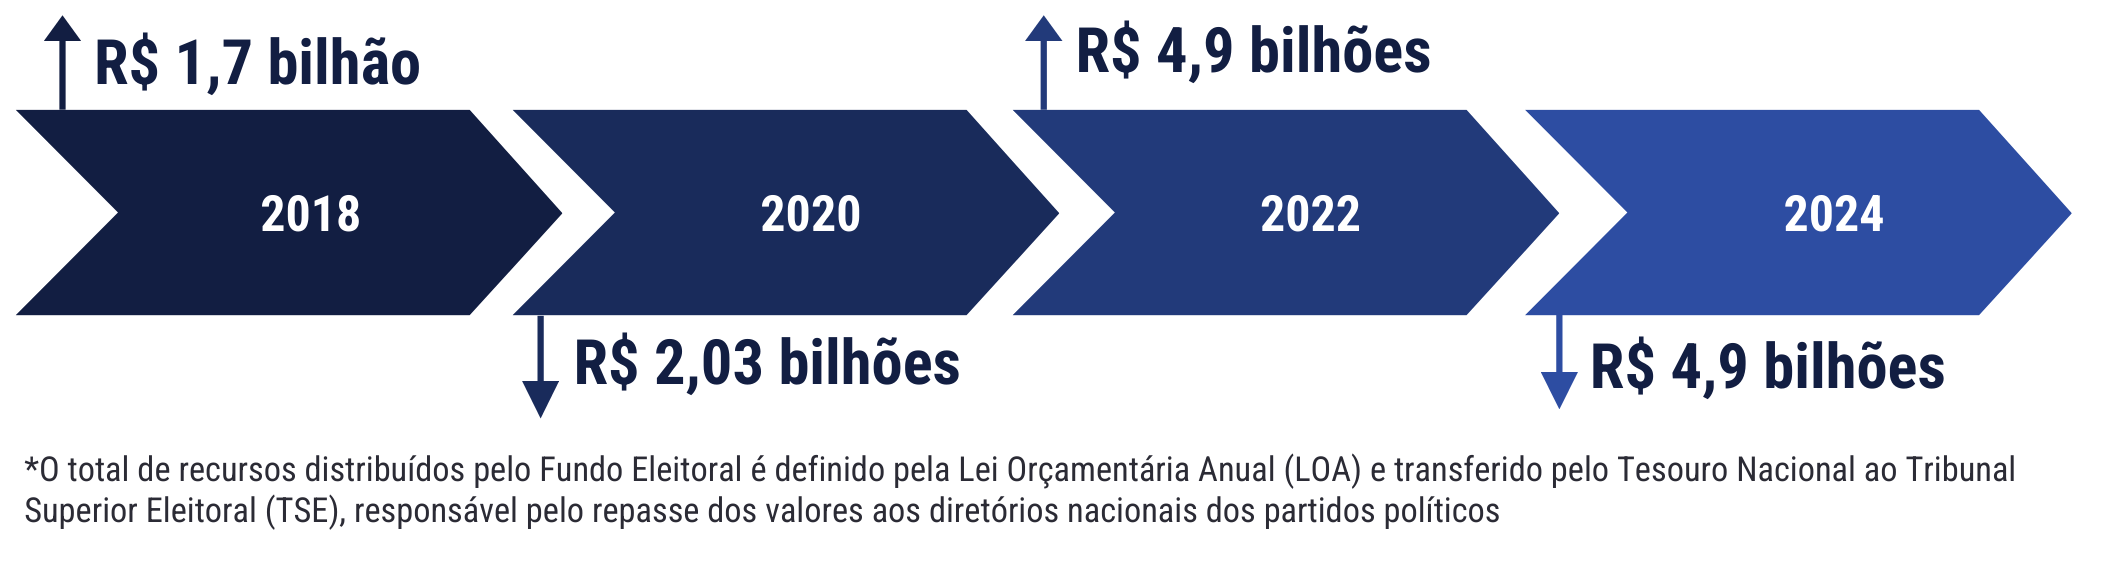 R$ 1,7 bilhão
R$ 4,9 bilhões
2018
2020
2022
2024
R$ 2,03 bilhões
R$ 4,9 bilhões
*O total de recursos distribuídos pelo Fundo Eleitoral é definido pela Lei Orçamentária Anual (LOA) e transferido pelo Tesouro Nacional ao Tribunal
Superior Eleitoral (TSE), responsável pelo repasse dos valores aos diretórios nacionais dos partidos políticos